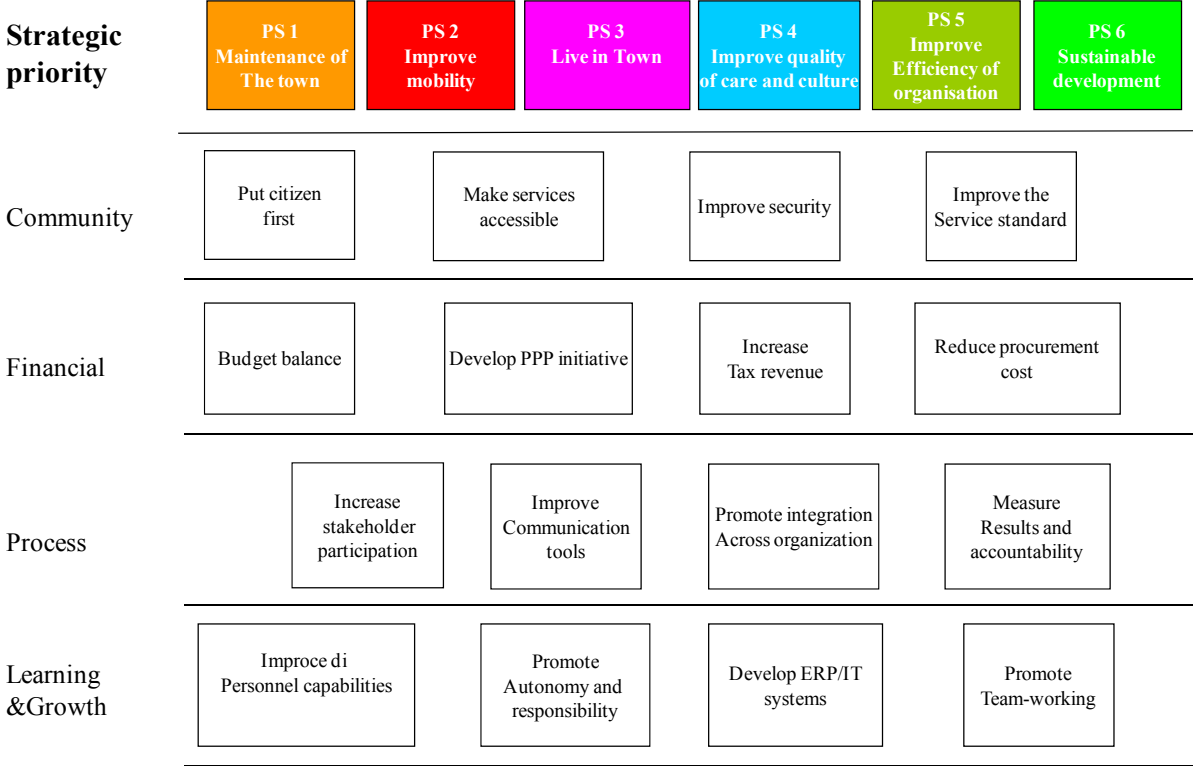 Strategic
priority
PS 1
Maintenance of
The town
PS 2
Improve
mobility
PS 3
Live in Town
PS 4
Improve quality
of care and culture
PS 5
Improve
Efficiency of
organisation
PS 6
Sustainable
development
Community
Put citizen
first
Make services
accessible
Improve security
Improve the
Service standard
Financial
Budget balance
Develop PPP initiative
Increase
Tax revenue
Reduce procurement
cost
Process
Increase
stakeholder
participation
Improve
Communication
tools
Promote integration
Across organization
Measure
Results and
accountability
Learning
&Growth
Improce di
Personnel capabilities
Promote
Autonomy and
responsibility
Develop ERP/IT
systems
Promote
Team-working